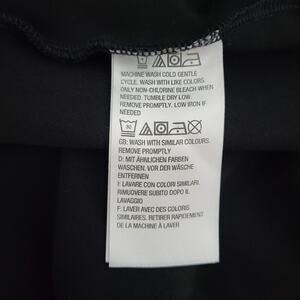 MACHINE WASH COLD GENTLE
CYCLE. WASH WITH LIKE COLORS.
ONLY NON-CHLORINE BLEACH WHEN
NEEDED. TUMBLE DRY LOW.
REMOVE PROMPTLY. LOW IRON IF
NEEDED
30
GB: WASH WITH SIMILAR COLOURS.
REMOVE PROMPTLY
D: MIT ÄHNLICHEN FARBEN
WASCHEN, VOR DER WÄSCHE
ENTFERNEN
I: LAVARE CON COLORI SIMILARI.
RIMUOVERE SUBITO DOPO IL
LAVAGGIO
F: LAVER AVEC DES COLORIS
SIMILAIRES. RETIRER RAPIDEMENT
DE LA MACHINE À LAVER